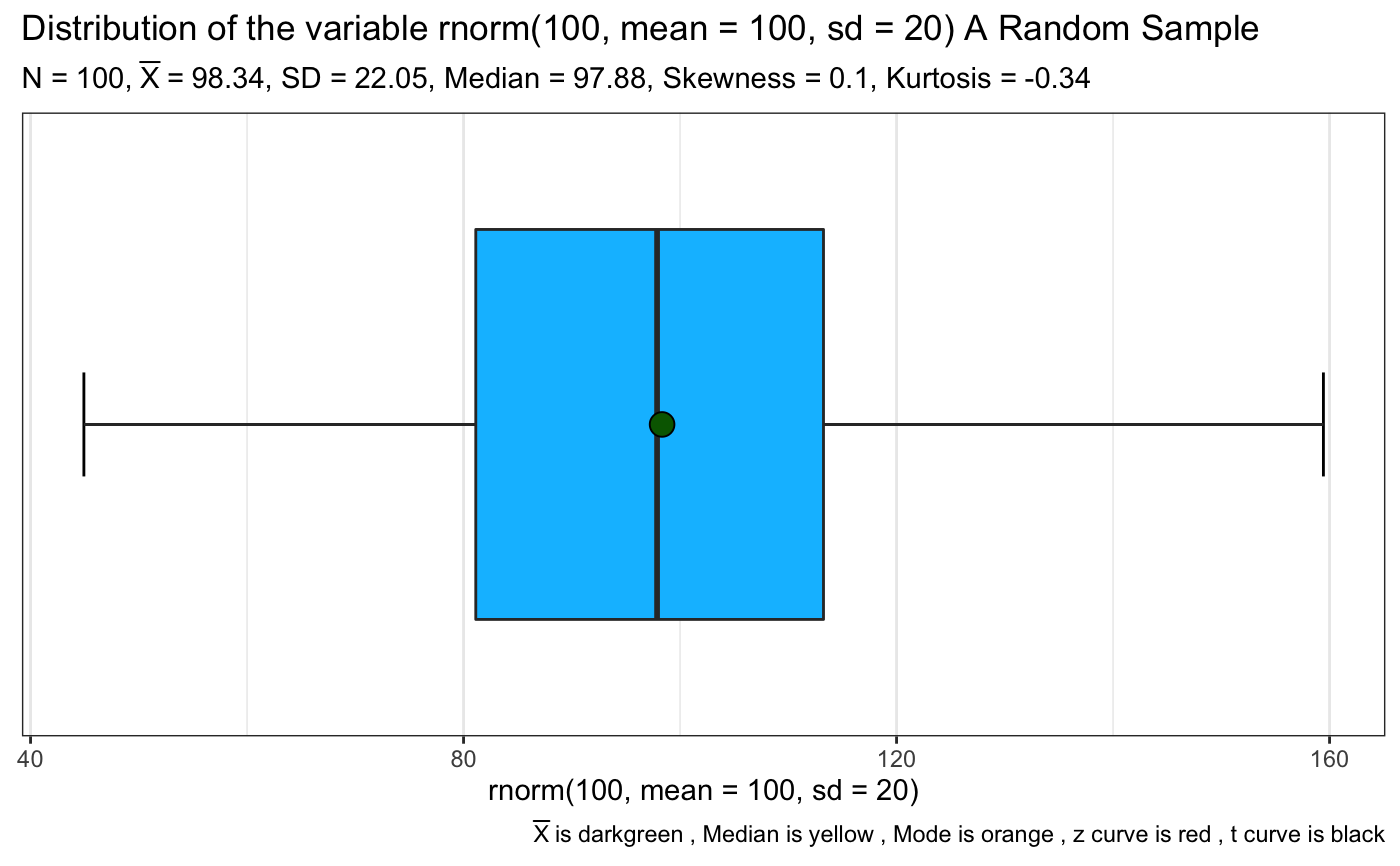 Distribution of the variable rnorm(100, mean = 100, sd = 20) A Random Sample
N = 100, X̅ = 98.34, SD = 22.05, Median = 97.88, Skewness = 0.1, Kurtosis = -0.34
40 80 120 160
rnorm(100, mean = 100, sd = 20)
X̅ is darkgreen , Median is yellow , Mode is orange , z curve is red , t curve is black